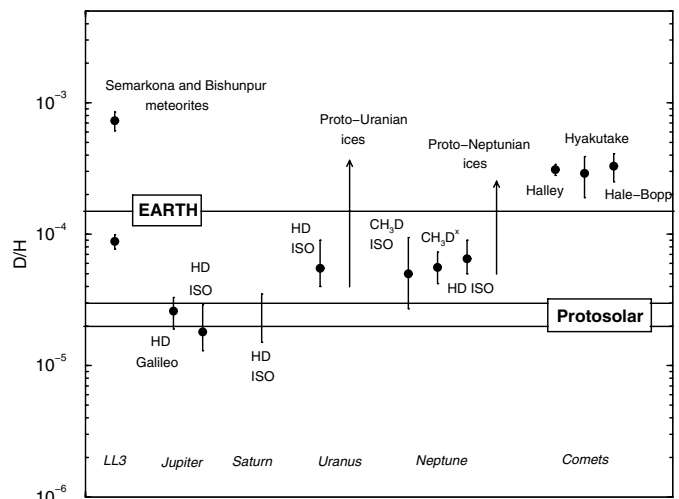 10⁻³
10⁻⁴
10⁻⁵
10⁻⁶
D/H
Semarkona and Bishunpur
meteorites
Proto−Uranian
ices
Proto−Neptunian
ices
Hyakutake
Halley
Hale−Bopp
EARTH
HD
ISO
CH₃D
ISO
CH₃Dˣ
HD ISO
HD
ISO
Protosolar
HD
Galileo
HD
ISO
LL3 Jupiter Saturn Uranus Neptune Comets